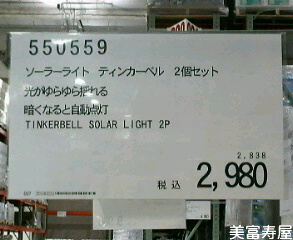 550559
ソーラーライト ティンカーベル 2個セット
光がゆらゆら揺れる
暗くなると自動点灯
TINKERBELL SOLAR LIGHT 2P
2,838
税込 2,980
美富寿屋